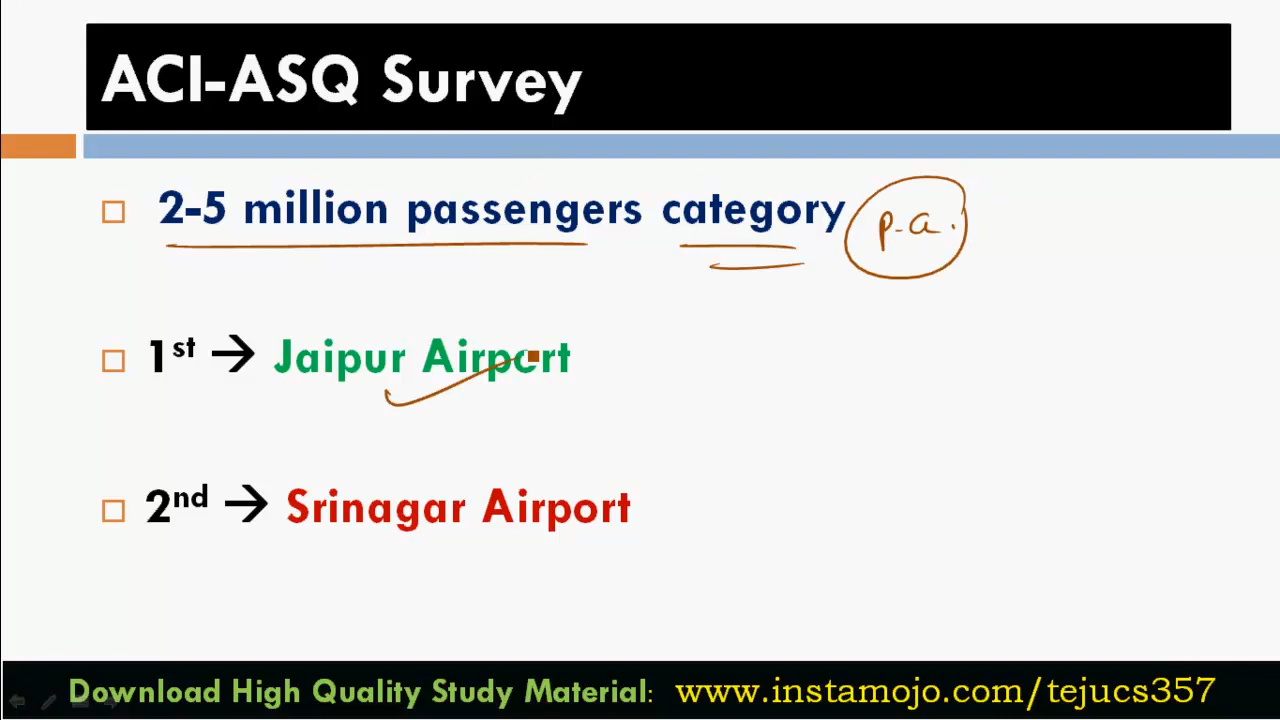 ACI-ASQ Survey
2-5 million passengers category p.a.
1st → Jaipur Airport
2nd → Srinagar Airport
Download High Quality Study Material: www.instamojo.com/tejucs357